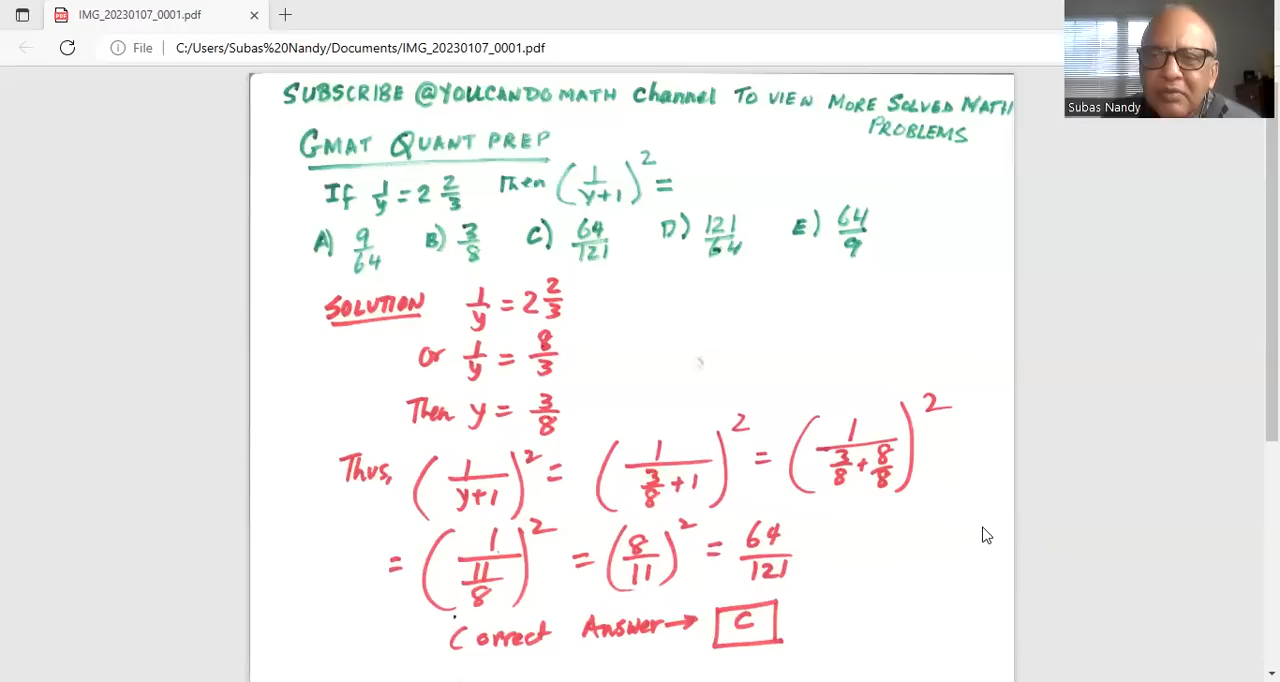 IMG_20230107_0001.pdf
File C:/Users/Subas%20Nandy/Documents/IMG_20230107_0001.pdf
Subas Nandy
SUBSCRIBE @YOUCANDOMATH Channel TO VIEW MORE SOLVED MATH
PROBLEMS
GMAT QUANT PREP
If 1/y = 2 2/3 Then (1/(y+1))^2 =
A) 9/64 B) 3/8 C) 64/121 D) 121/64 E) 64/9
SOLUTION 1/y = 2 2/3
or 1/y = 8/3
Then y = 3/8
Thus, (1/(y+1))^2 = (1/(3/8 + 1))^2 = (1/(3/8 + 8/8))^2
= (1/(11/8))^2 = (8/11)^2 = 64/121
Correct Answer → C